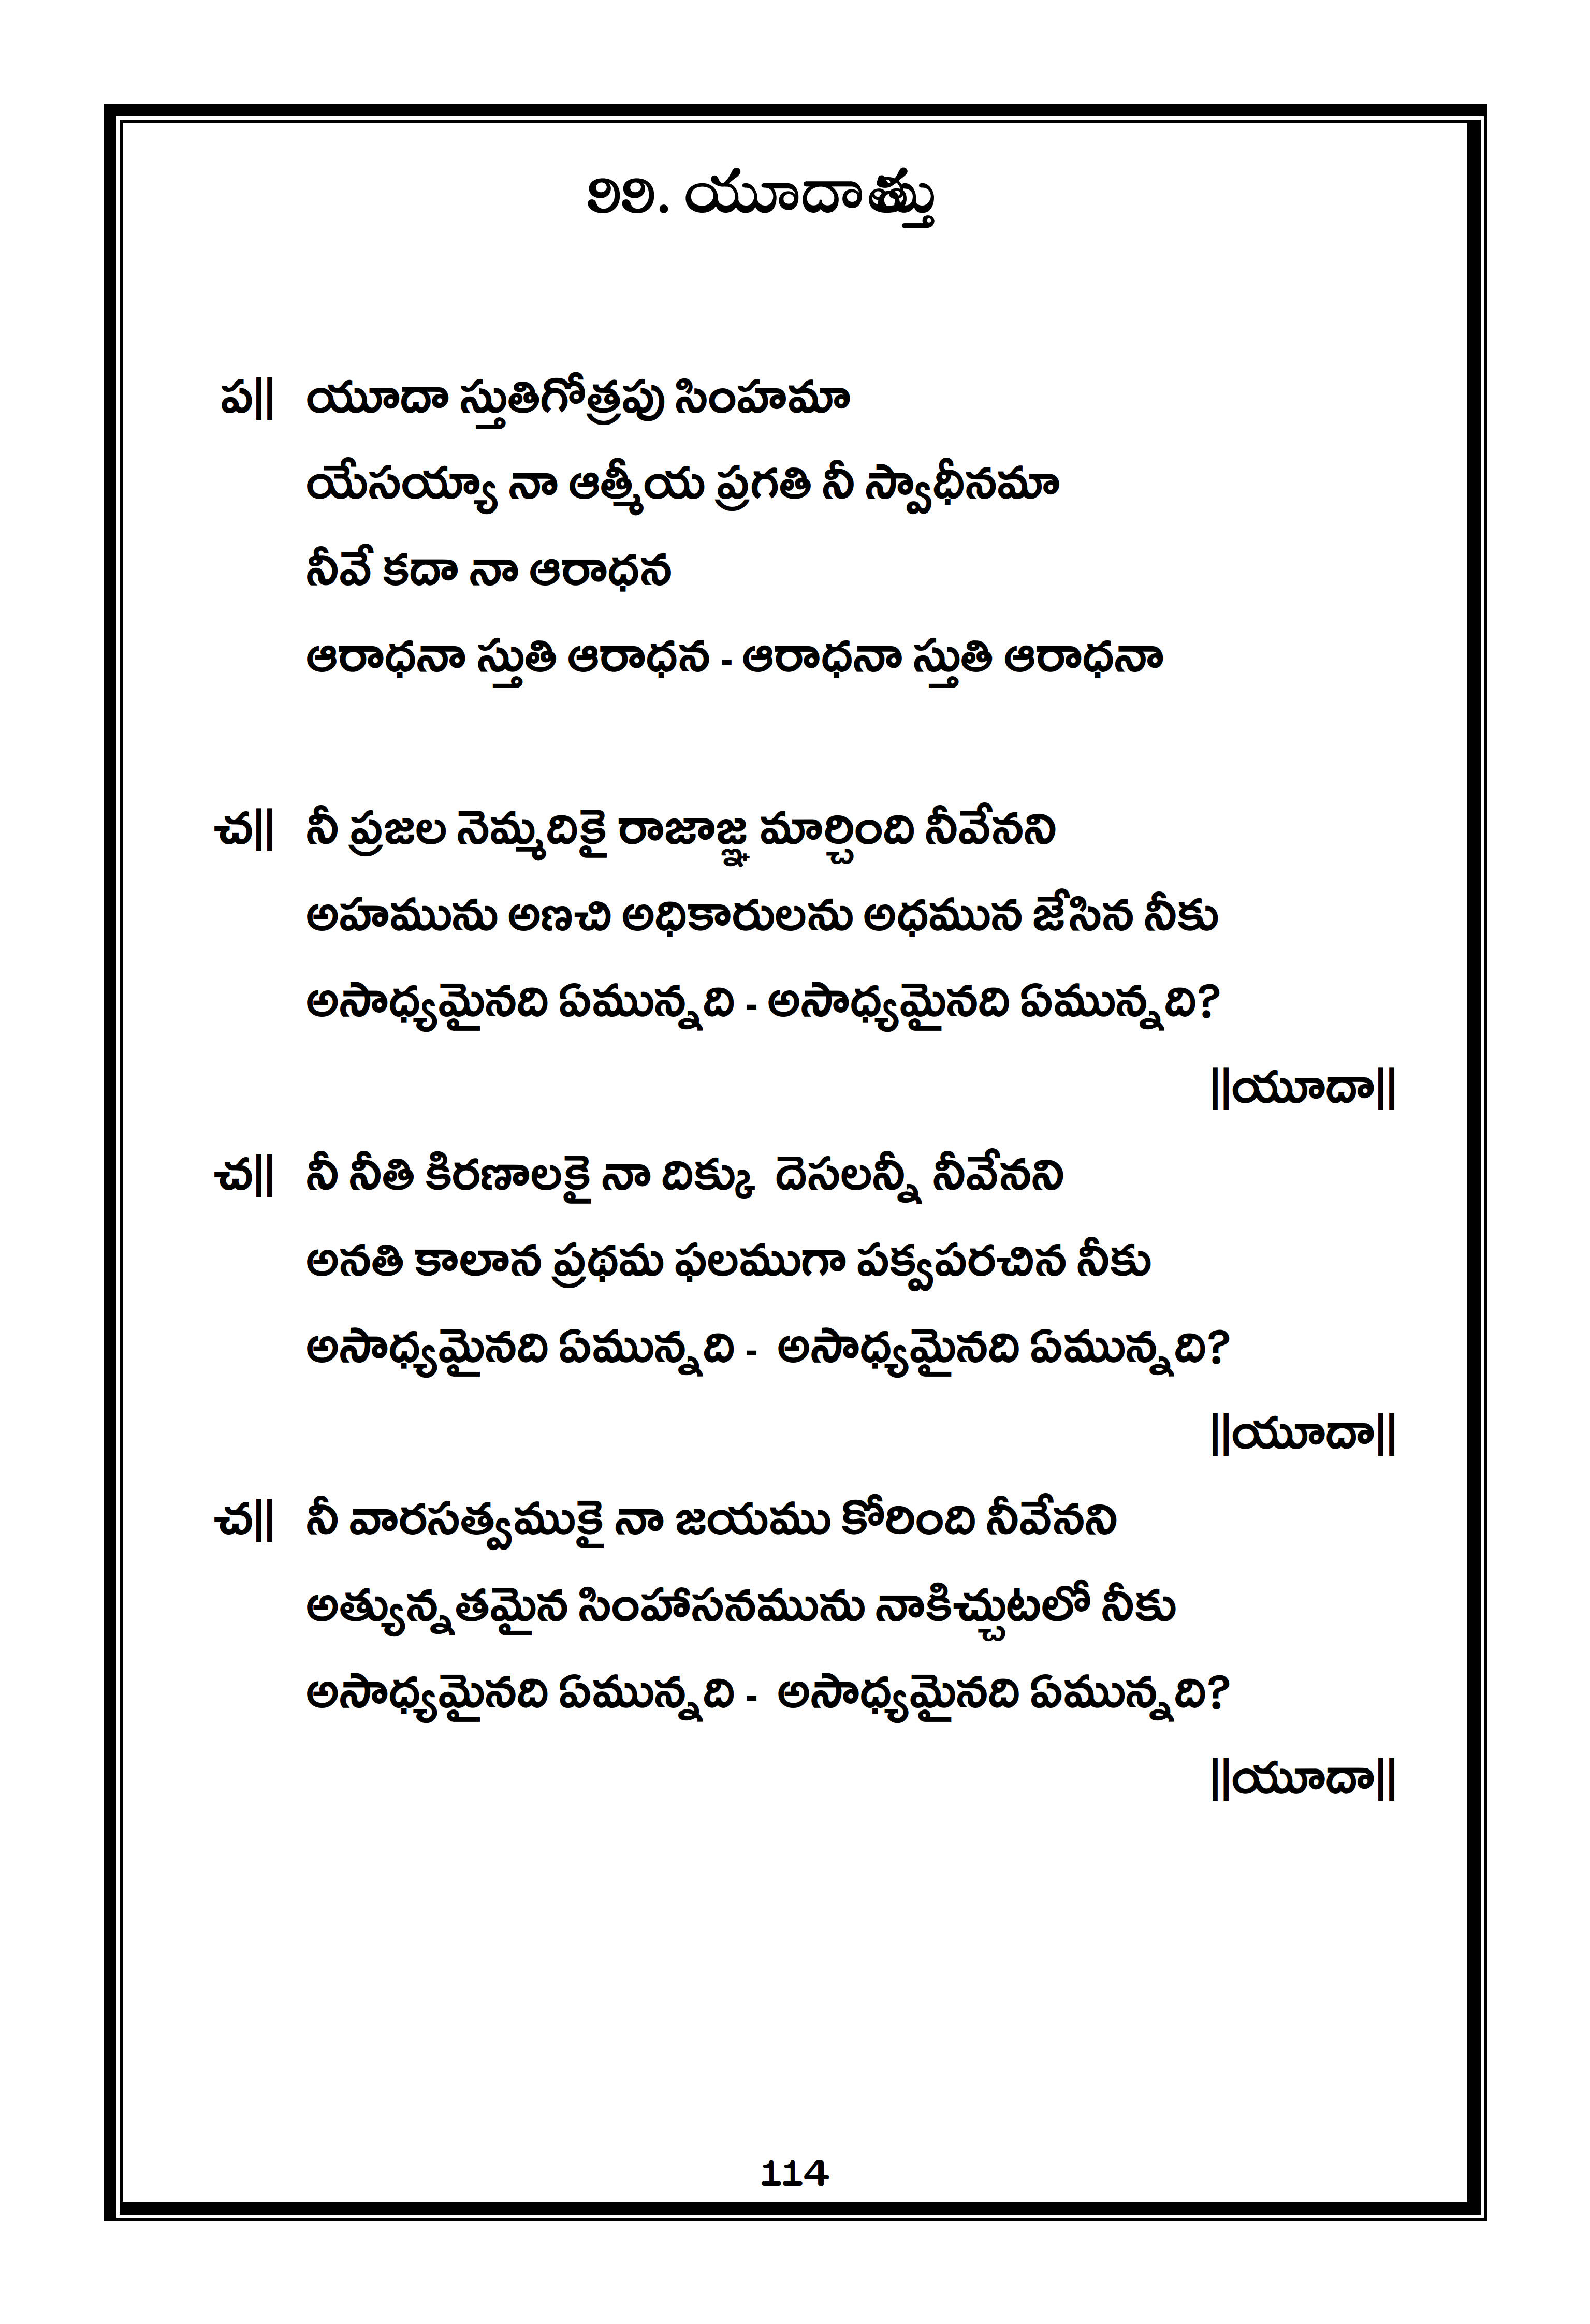 ౨౨. యూదా స్తుతి
ప|| యూదా స్తుతిగోత్రపు సింహమా
యేసయ్యా నా ఆత్మీయ ప్రగతి నీ స్వాధీనమా
నీవే కదా నా ఆరాధన
ఆరాధనా స్తుతి ఆరాధన - ఆరాధనా స్తుతి ఆరాధనా
చ|| నీ ప్రజల నెమ్మదికై రాజాజ్ఞ మార్చింది నీవేనని
అహమును అణచి అధికారులను అధమున జేసిన నీకు
అసాధ్యమైనది ఏమున్నది - అసాధ్యమైనది ఏమున్నది?
||యూదా||
చ|| నీ నీతి కిరణాలకై నా దిక్కు దెసలన్నీ నీవేనని
అనతి కాలాన ప్రథమ ఫలముగా పక్వపరచిన నీకు
అసాధ్యమైనది ఏమున్నది - అసాధ్యమైనది ఏమున్నది?
||యూదా||
చ|| నీ వారసత్వముకై నా జయము కోరింది నీవేనని
అత్యున్నతమైన సింహాసనమును నాకిచ్చుటలో నీకు
అసాధ్యమైనది ఏమున్నది - అసాధ్యమైనది ఏమున్నది?
||యూదా||
114